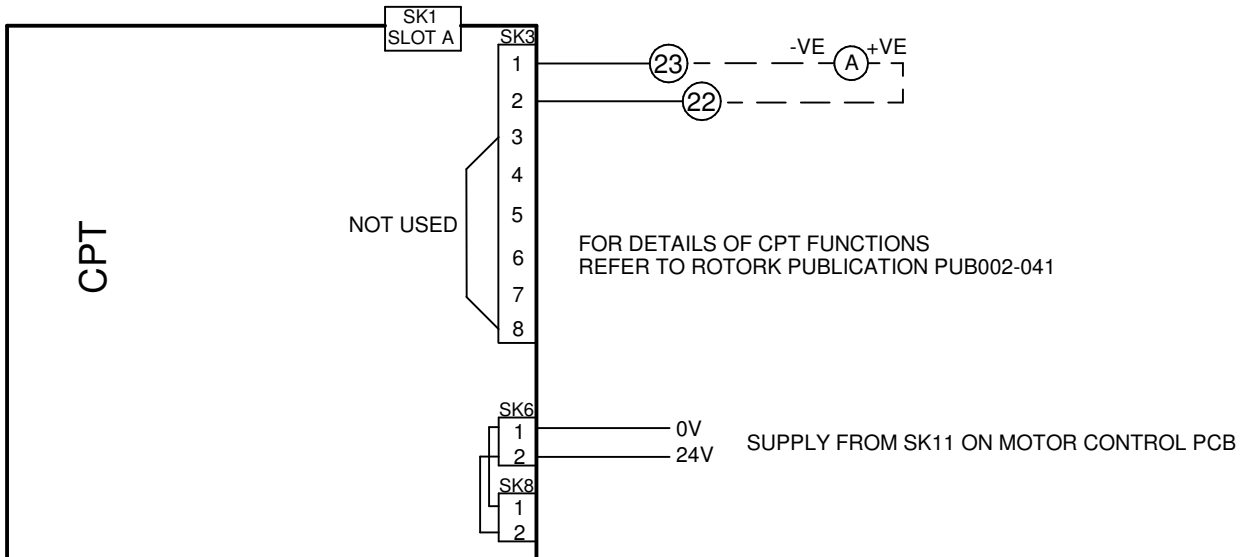 SK1
SLOT A
SK3
1
23
-VE
A
+VE
2
22
3
4
NOT USED
5
6
7
8
CPT
FOR DETAILS OF CPT FUNCTIONS
REFER TO ROTORK PUBLICATION PUB002-041
SK6
1
0V
2
24V
SUPPLY FROM SK11 ON MOTOR CONTROL PCB
SK8
1
2